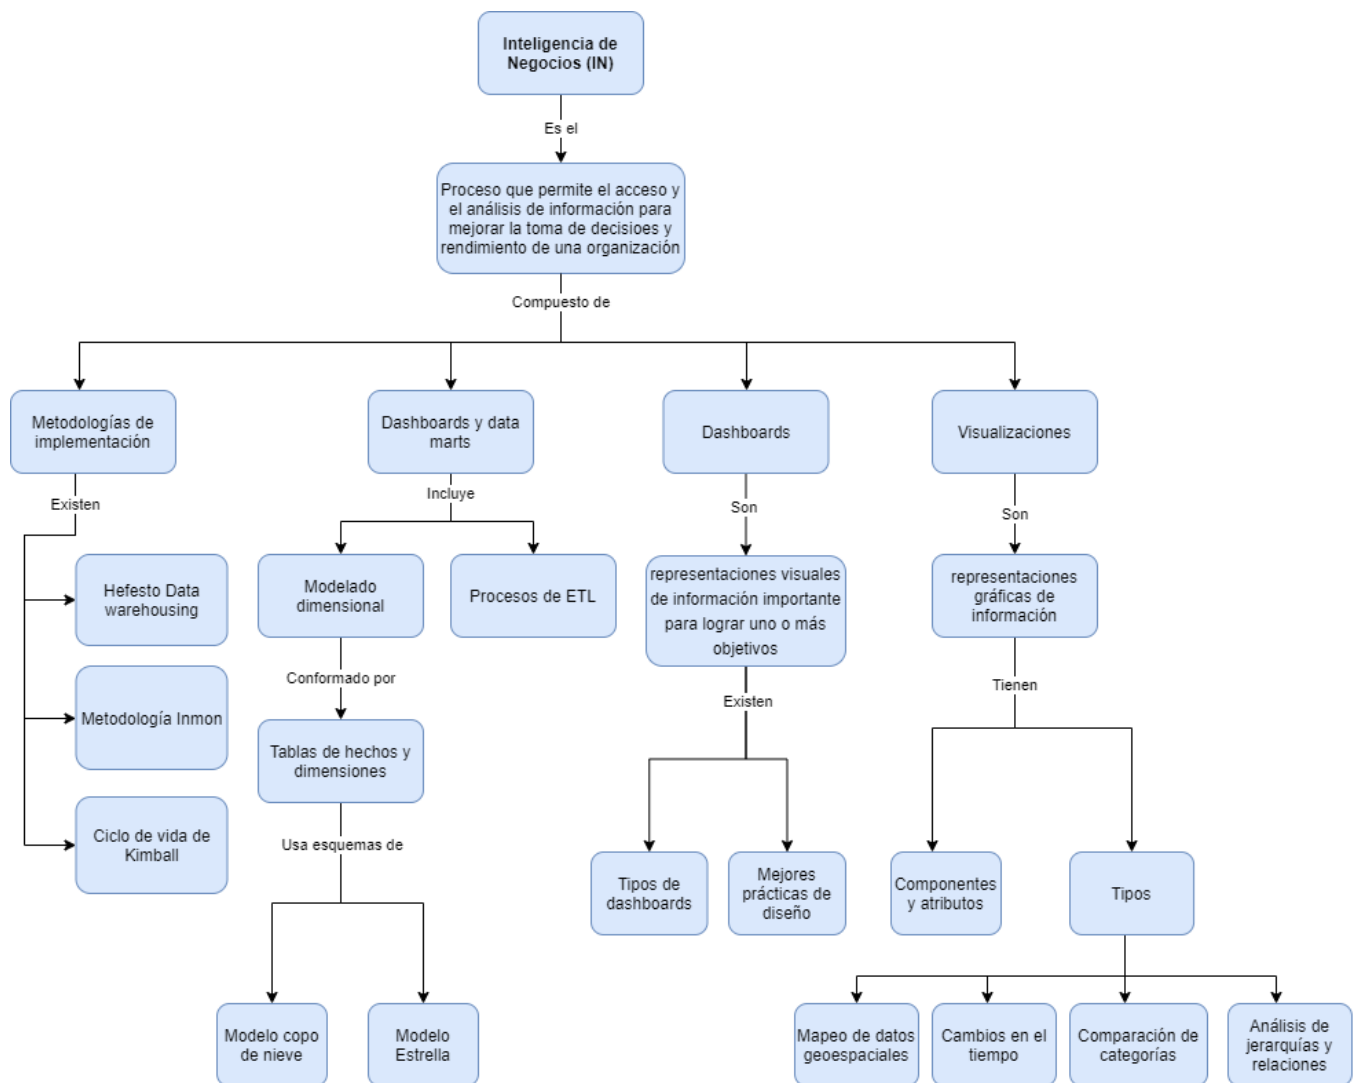 Inteligencia de
Negocios (IN)
Es el
Proceso que permite el acceso y
el análisis de información para
mejorar la toma de decisioes y
rendimiento de una organización
Compuesto de
Metodologías de
implementación
Dashboards y data
marts
Dashboards
Visualizaciones
Existen
Incluye
Son
Son
Hefesto Data
warehousing
Modelado
dimensional
Procesos de ETL
representaciones visuales
de información importante
para lograr uno o más
objetivos
representaciones
gráficas de
información
Conformado por
Existen
Tienen
Metodología Inmon
Tablas de hechos y
dimensiones
Ciclo de vida de
Kimball
Usa esquemas de
Tipos de
dashboards
Mejores
prácticas de
diseño
Componentes
y atributos
Tipos
Modelo copo
de nieve
Modelo
Estrella
Mapeo de datos
geoespaciales
Cambios en el
tiempo
Comparación de
categorías
Análisis de
jerarquías y
relaciones